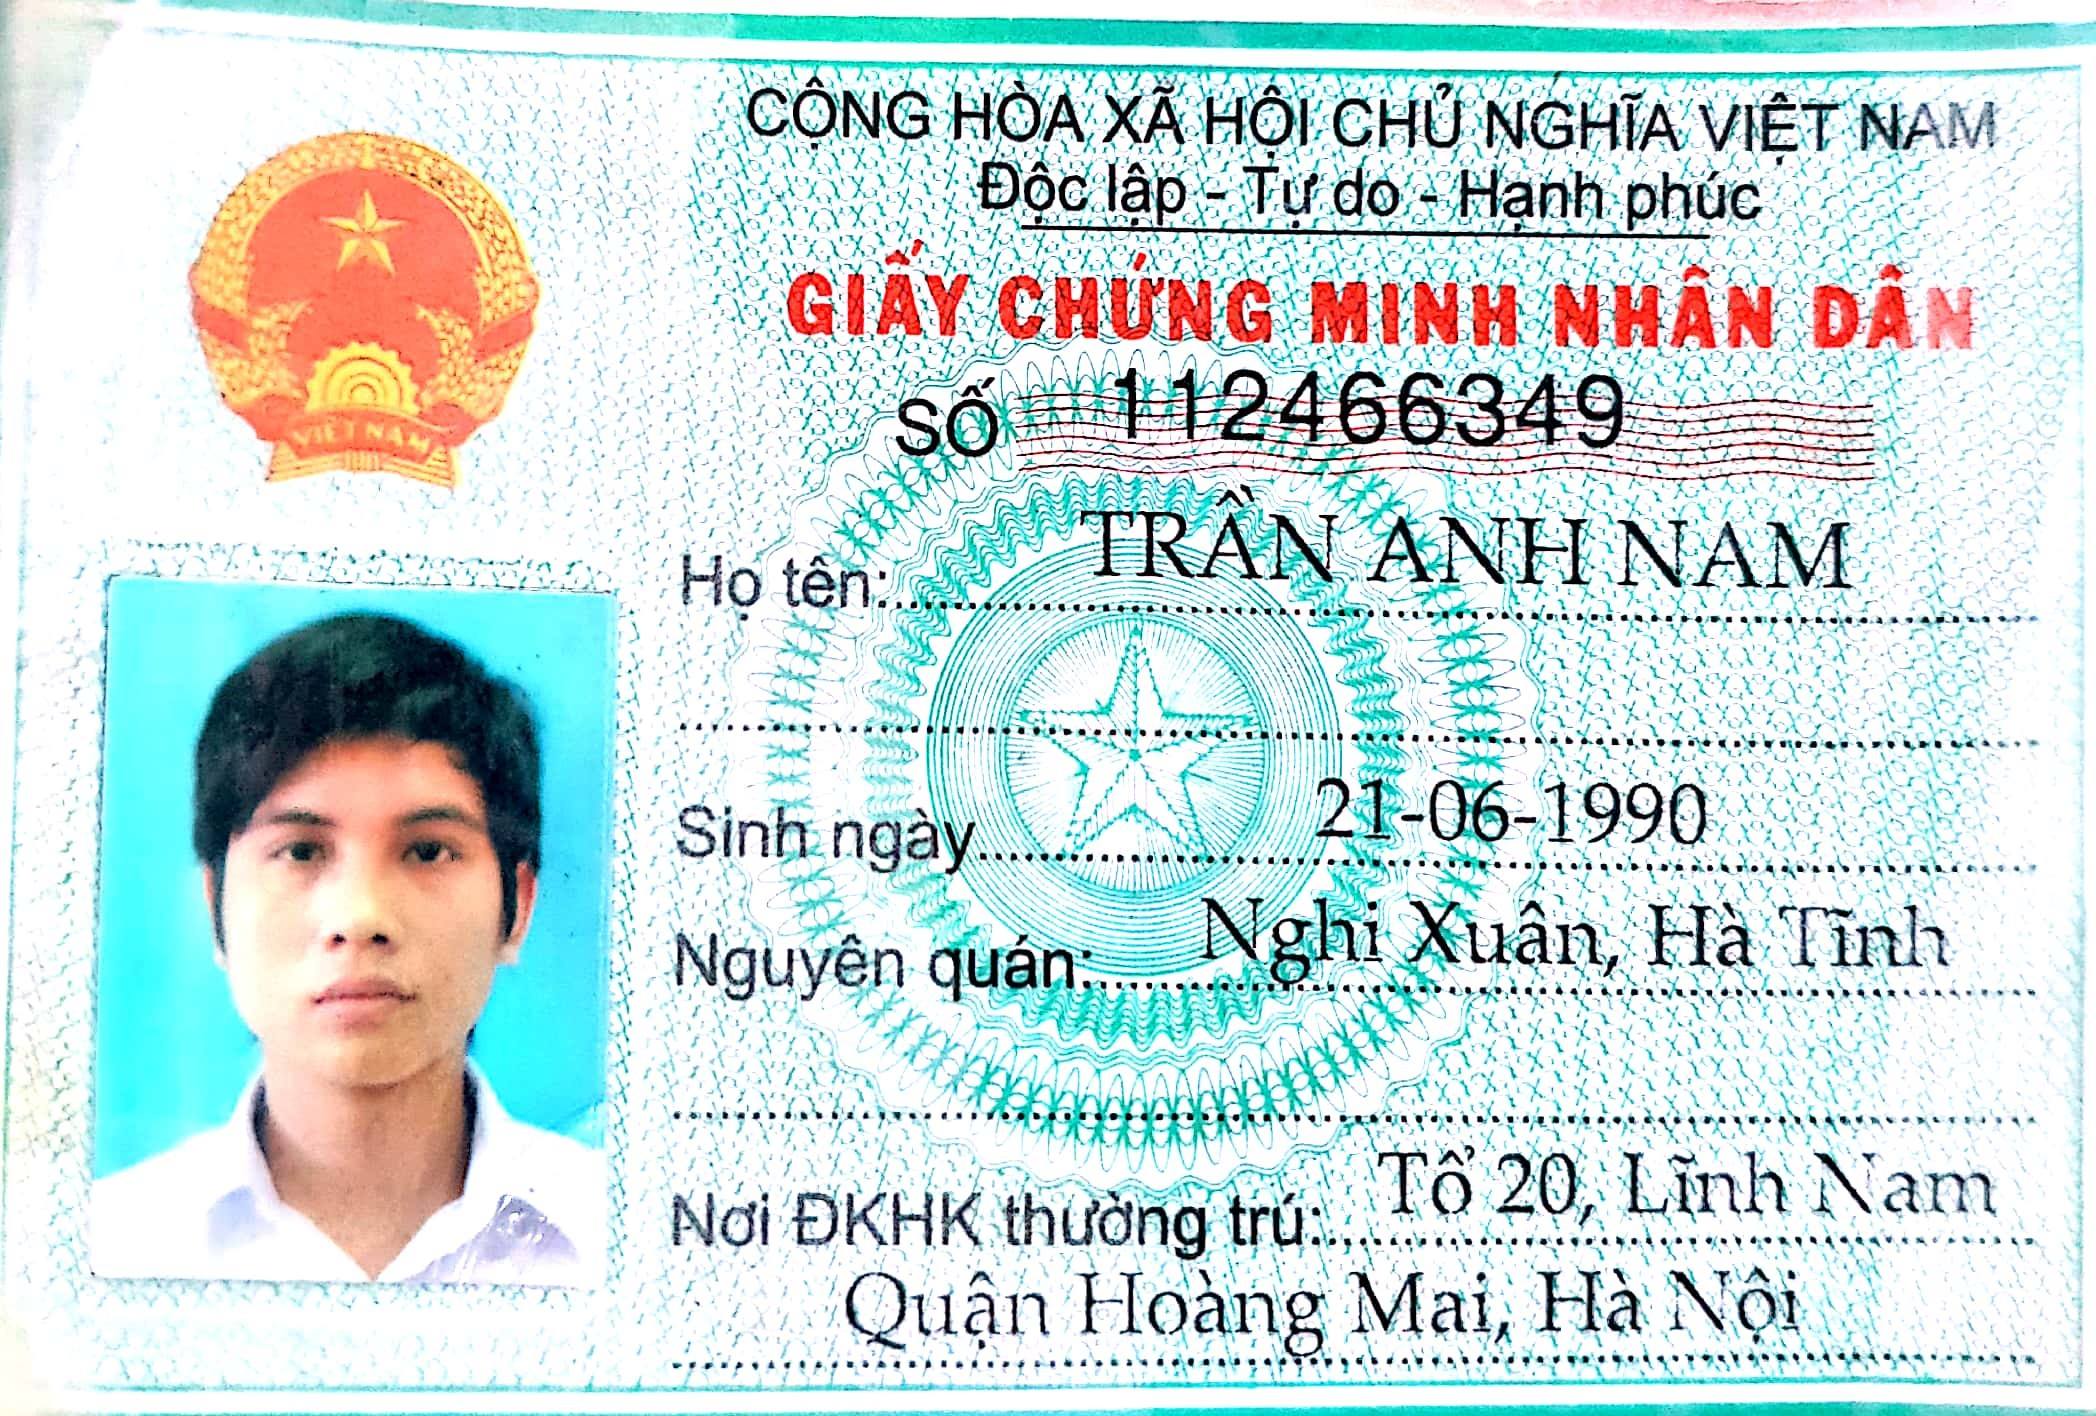 CỘNG HÒA XÃ HỘI CHỦ NGHĨA VIỆT NAM
Độc lập - Tự do - Hạnh phúc
GIẤY CHỨNG MINH NHÂN DÂN
SỐ 112466349
VIỆT NAM
Họ tên: TRẦN ANH NAM
Sinh ngày 21-06-1990
Nguyên quán: Nghi Xuân, Hà Tĩnh
Nơi ĐKHK thường trú: Tổ 20, Lĩnh Nam
Quận Hoàng Mai, Hà Nội